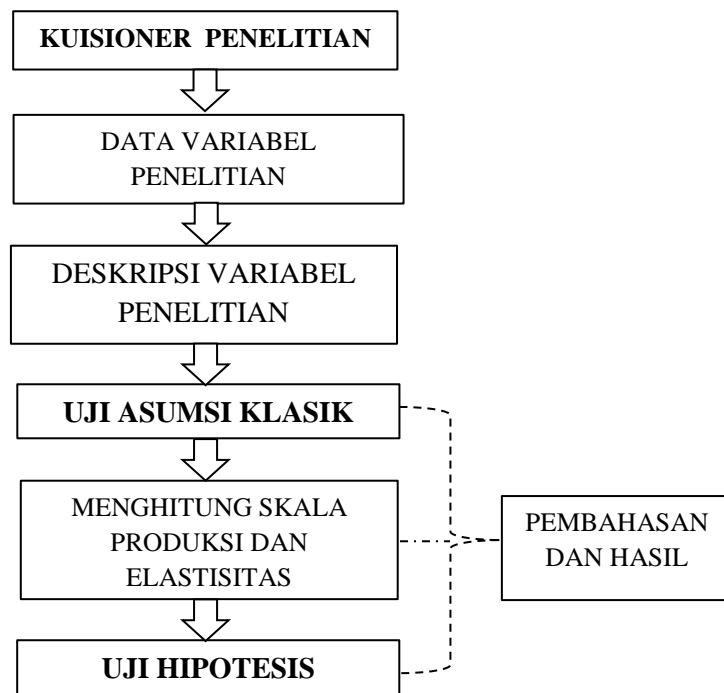 KUISIONER PENELITIAN
DATA VARIABEL
PENELITIAN
DESKRIPSI VARIABEL
PENELITIAN
UJI ASUMSI KLASIK
MENGHITUNG SKALA
PRODUKSI DAN
ELASTISITAS
PEMBAHASAN
DAN HASIL
UJI HIPOTESIS